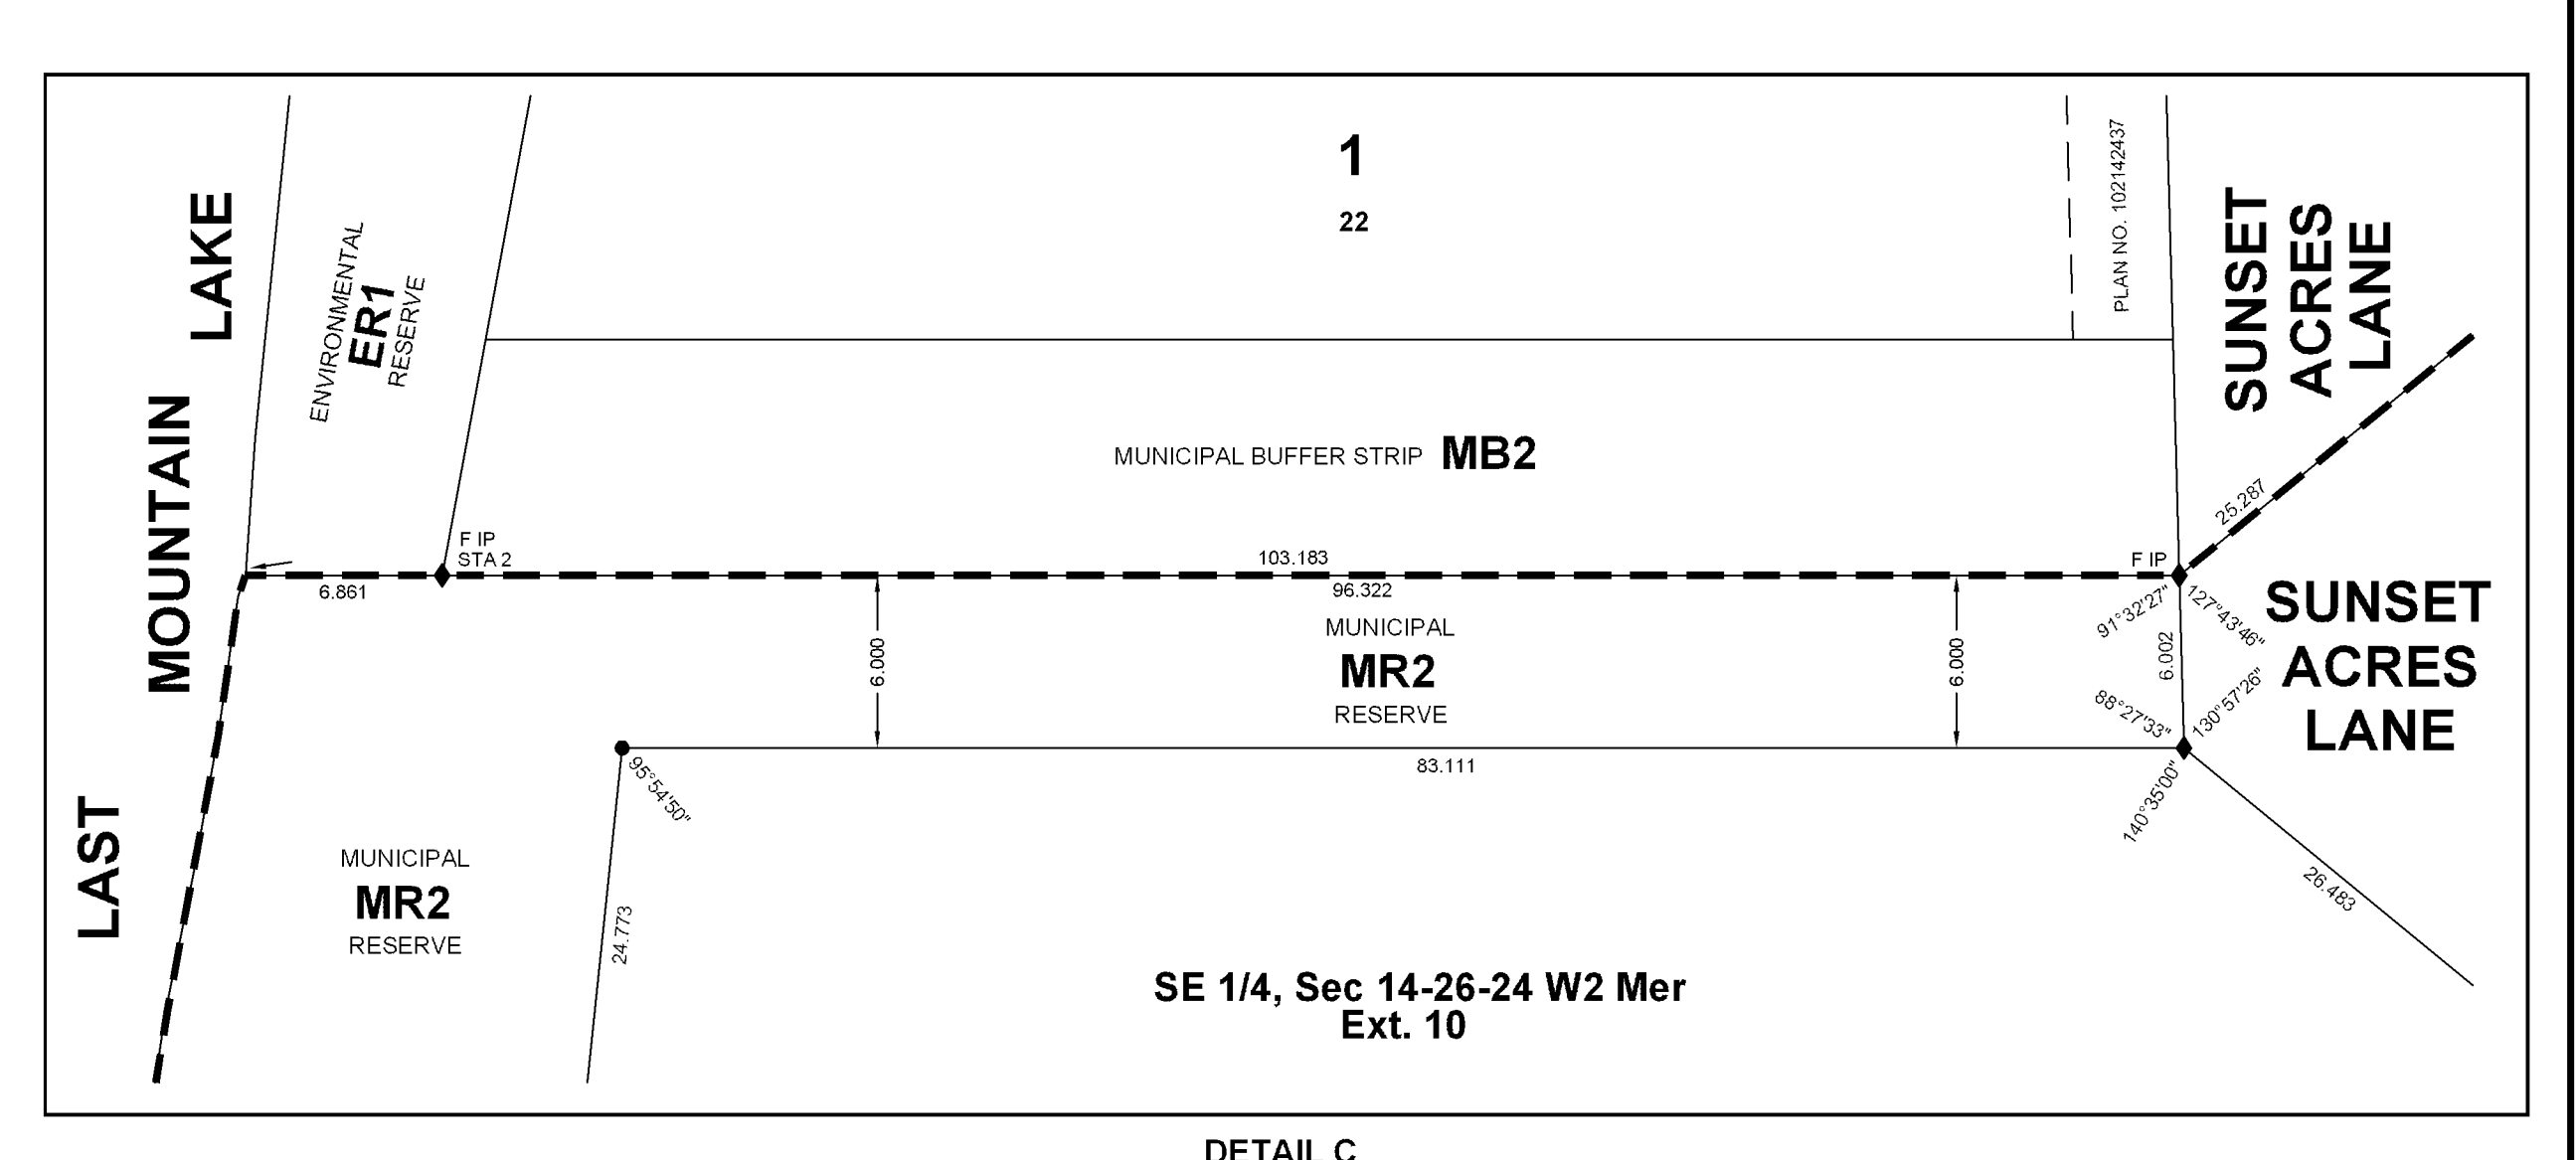 1
22
PLAN NO. 102142437
SUNSET
ACRES
LANE
LAST MOUNTAIN LAKE
ENVIRONMENTAL
ER1
RESERVE
MUNICIPAL BUFFER STRIP MB2
25.287
F IP
STA 2
103.183
F IP
6.861
96.322
91°32'27"
127°43'46"
SUNSET
ACRES
LANE
MUNICIPAL
MR2
RESERVE
6.000
6.000
6.002
88°27'33"
130°57'26"
83.111
95°54'50"
140°35'00"
MUNICIPAL
MR2
RESERVE
24.773
26.483
SE 1/4, Sec 14-26-24 W2 Mer
Ext. 10
DETAIL C